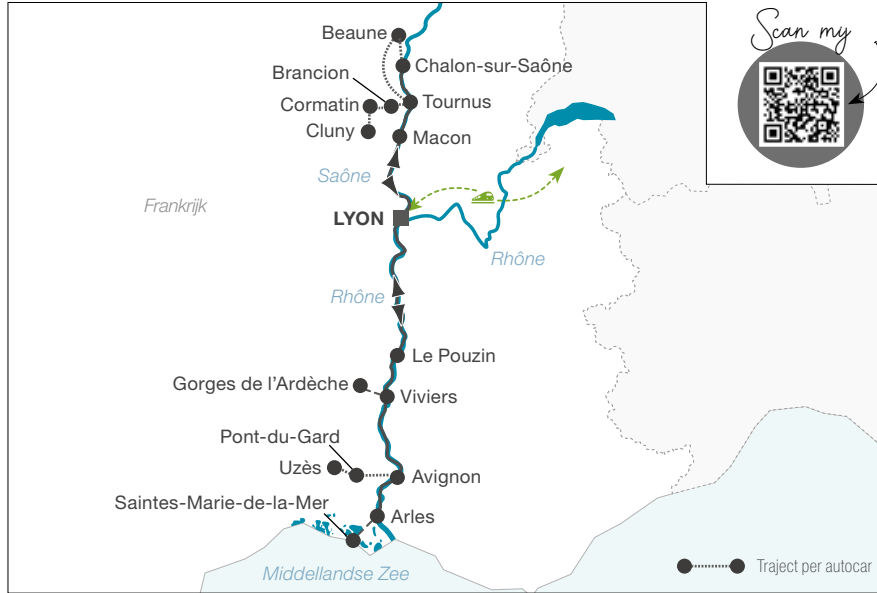 Scan my
Beaune
Chalon-sur-Saône
Brancion
Cormatin
Tournus
Cluny
Macon
Saône
Frankrijk
LYON
Rhône
Rhône
Le Pouzin
Gorges de l'Ardèche
Viviers
Pont-du-Gard
Uzès
Avignon
Saintes-Marie-de-la-Mer
Arles
Middellandse Zee
Traject per autocar